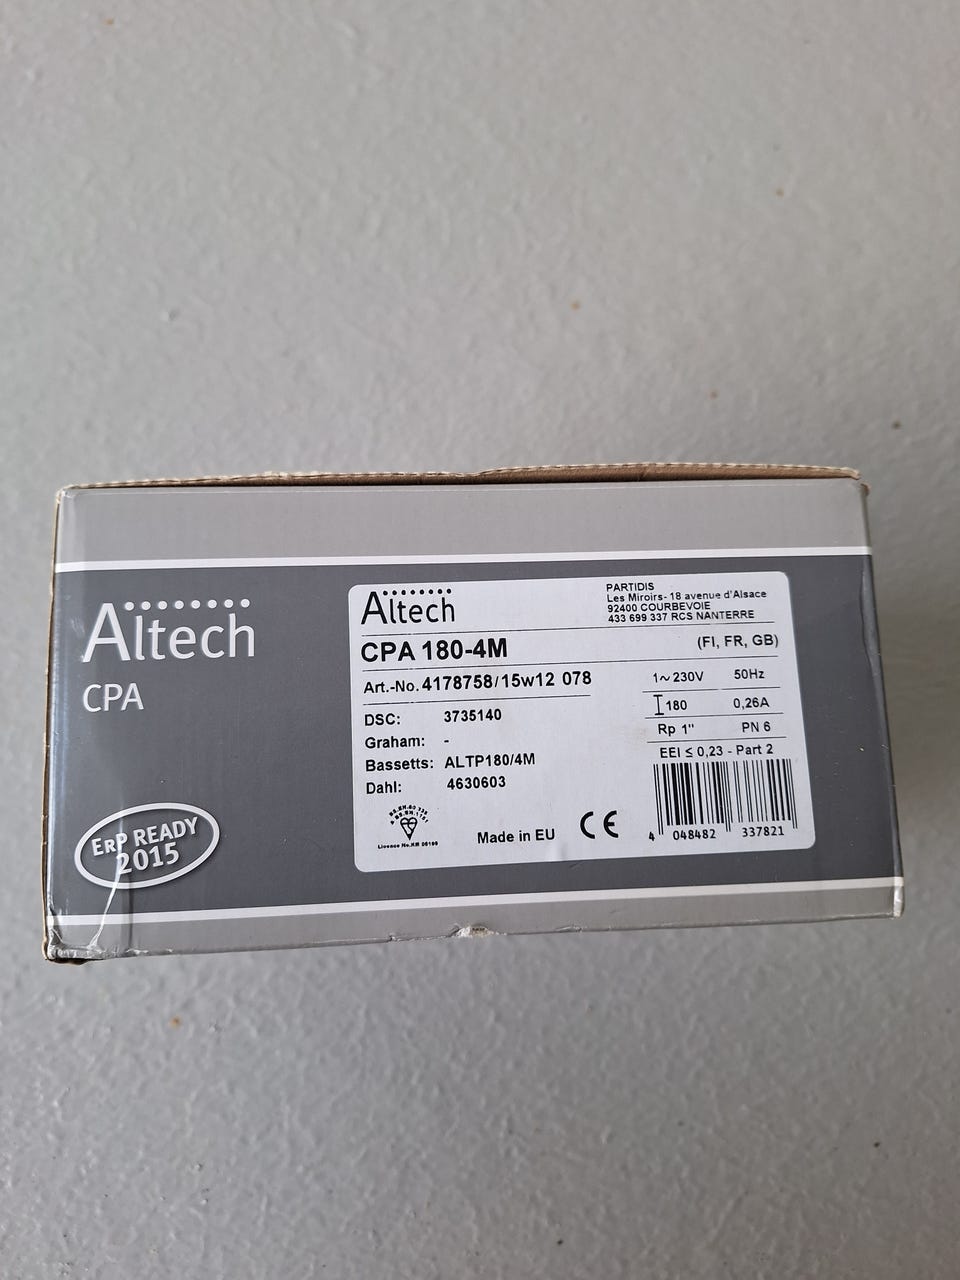 Altech
CPA
ErP READY
2015
Altech
PARTIDIS
Les Miroirs- 18 avenue d'Alsace
92400 COURBEVOIE
433 699 337 RCS NANTERRE
CPA 180-4M (FI, FR, GB)
Art.-No. 4178758/15w12 078
1~230V 50Hz
180 0,26A
Rp 1" PN 6
EEI ≤ 0,23 - Part 2
DSC: 3735140
Graham: -
Bassetts: ALTP180/4M
Dahl: 4630603
Licence No.KM
Made in EU CE
4 048482 337821